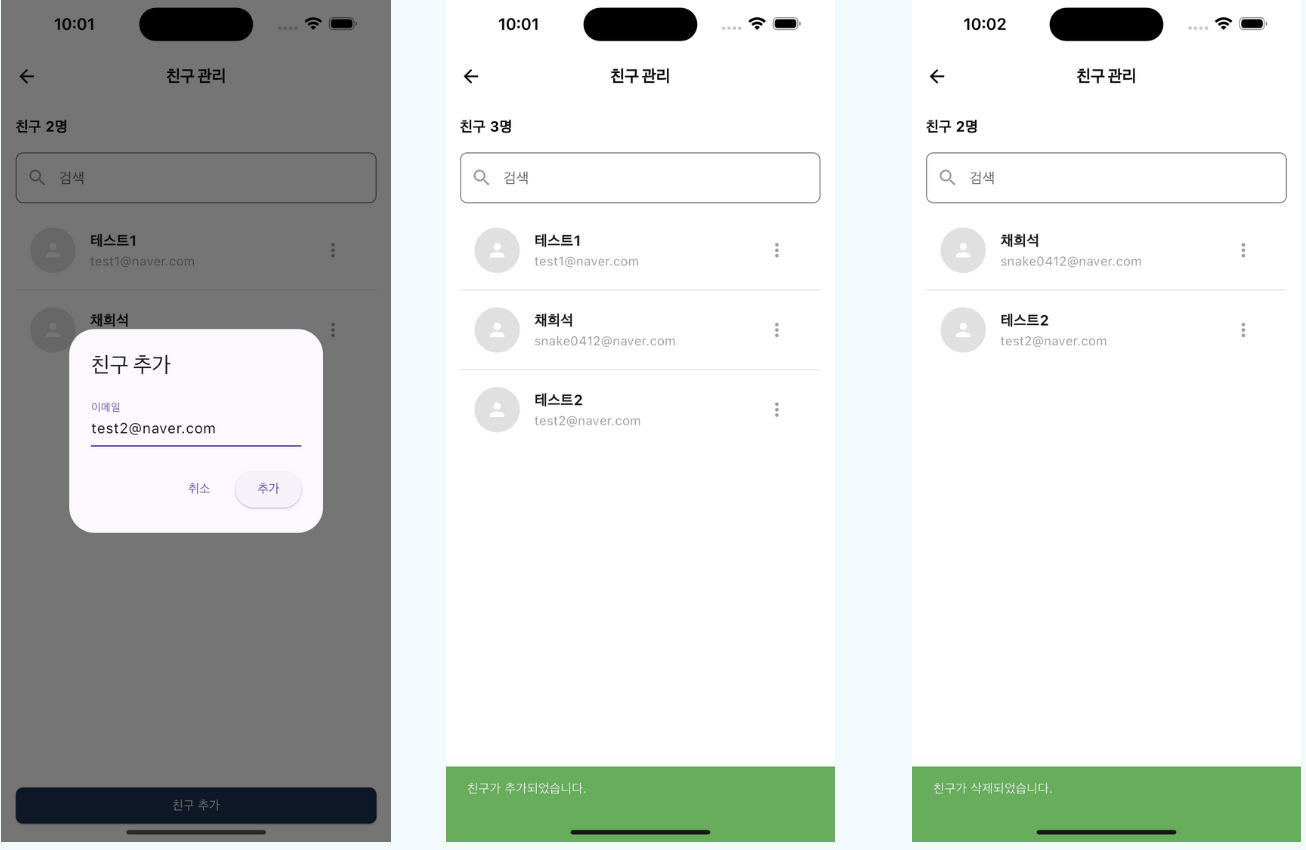 10:01
친구 관리
친구 2명
검색
테스트1
test1@naver.com
채희석
친구 추가
이메일
test2@naver.com
취소
추가
친구 추가
10:01
친구 관리
친구 3명
검색
테스트1
test1@naver.com
채희석
snake0412@naver.com
테스트2
test2@naver.com
친구가 추가되었습니다.
10:02
친구 관리
친구 2명
검색
채희석
snake0412@naver.com
테스트2
test2@naver.com
친구가 삭제되었습니다.